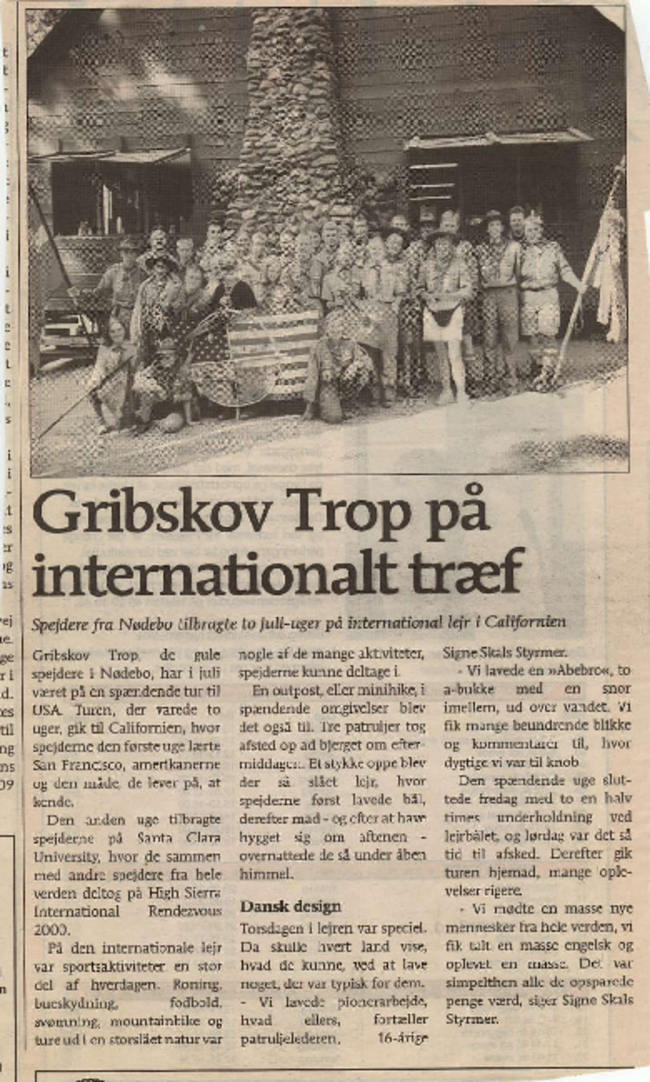 Gribskov Trop på
internationalt træf
Spejdere fra Nødebo tilbragte to juli-uger på international lejr i Californien
Gribskov Trop, de gule
spejdere i Nødebo, har i juli
været på en spændende tur til
USA. Turen, der varede to
uger, gik til Californien, hvor
spejderne den første uge lærte
San Francisco, amerikanerne
og den måde, de lever på, at
kende.
Den anden uge tilbragte
spejderne på Santa Clara
University, hvor de sammen
med andre spejdere fra hele
verden deltog på High Sierra
International Rendezvous
2000.
På den internationale lejr
var sportsaktiviteter en stor
del af hverdagen. Roning,
bueskydning, fodbold,
svømning, mountainbike og
ture ud i en storslået natur var
nogle af de mange aktiviteter,
spejderne kunne deltage i.
En outpost, eller minihike, i
spændende omgivelser blev
det også til. Tre patruljer tog
afsted op ad bjerget om efter-
middagen. Et stykke oppe blev
der så slået lejr, hvor
spejderne først lavede bål,
derefter mad - og efter at have
hygget sig om aftenen -
overnattede de så under åben
himmel.
Dansk design
Torsdagen i lejren var speciel.
Da skulle hvert land vise,
hvad de kunne, ved at lave
noget, der var typisk for dem.
- Vi lavede pionerarbejde,
hvad ellers, fortæller
patruljelederen, 16-årige
Signe Skals Styrmer.
- Vi lavede en »Abebro«, to
a-bukke med en snor
imellem, ud over vandet. Vi
fik mange beundrende blikke
og kommentarer til, hvor
dygtige vi var til knob.
Den spændende uge slut-
tede fredag med to en halv
times underholdning ved
lejrbålet, og lørdag var det så
tid til afsked. Derefter gik
turen hjemad, mange ople-
velser rigere.
- Vi mødte en masse nye
mennesker fra hele verden, vi
fik talt en masse engelsk og
oplevet en masse. Det var
simpelthen alle de opsparede
penge værd, siger Signe Skals
Styrmer.